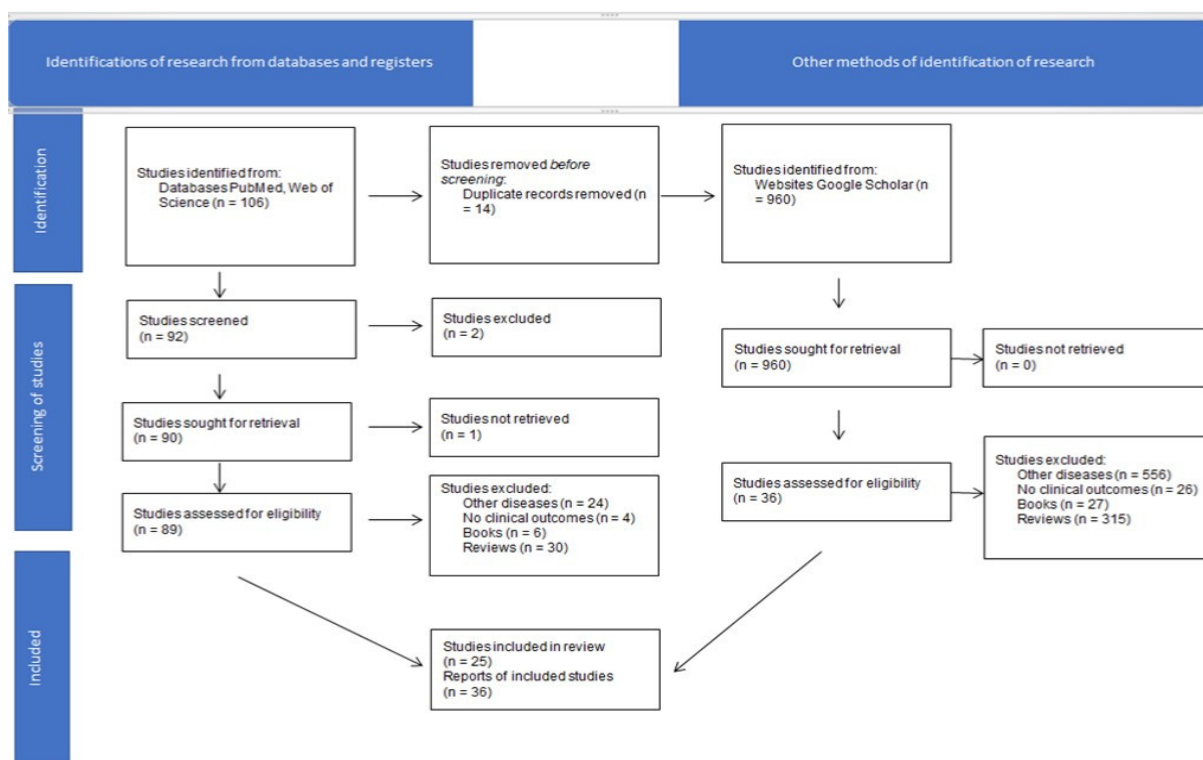 Identifications of research from databases and registers
Other methods of identification of research
Identification
Studies identified from:
Databases PubMed, Web of
Science (n = 106)
Studies removed before
screening:
Duplicate records removed (n
= 14)
Studies identified from:
Websites Google Scholar (n
= 960)
Screening of studies
Studies screened
(n = 92)
Studies excluded
(n = 2)
Studies sought for retrieval
(n = 960)
Studies not retrieved
(n = 0)
Studies sought for retrieval
(n = 90)
Studies not retrieved
(n = 1)
Studies assessed for eligibility
(n = 89)
Studies excluded:
Other diseases (n = 24)
No clinical outcomes (n = 4)
Books (n = 6)
Reviews (n = 30)
Studies assessed for eligibility
(n = 36)
Studies excluded:
Other diseases (n = 556)
No clinical outcomes (n = 26)
Books (n = 27)
Reviews (n = 315)
Included
Studies included in review
(n = 25)
Reports of included studies
(n = 36)